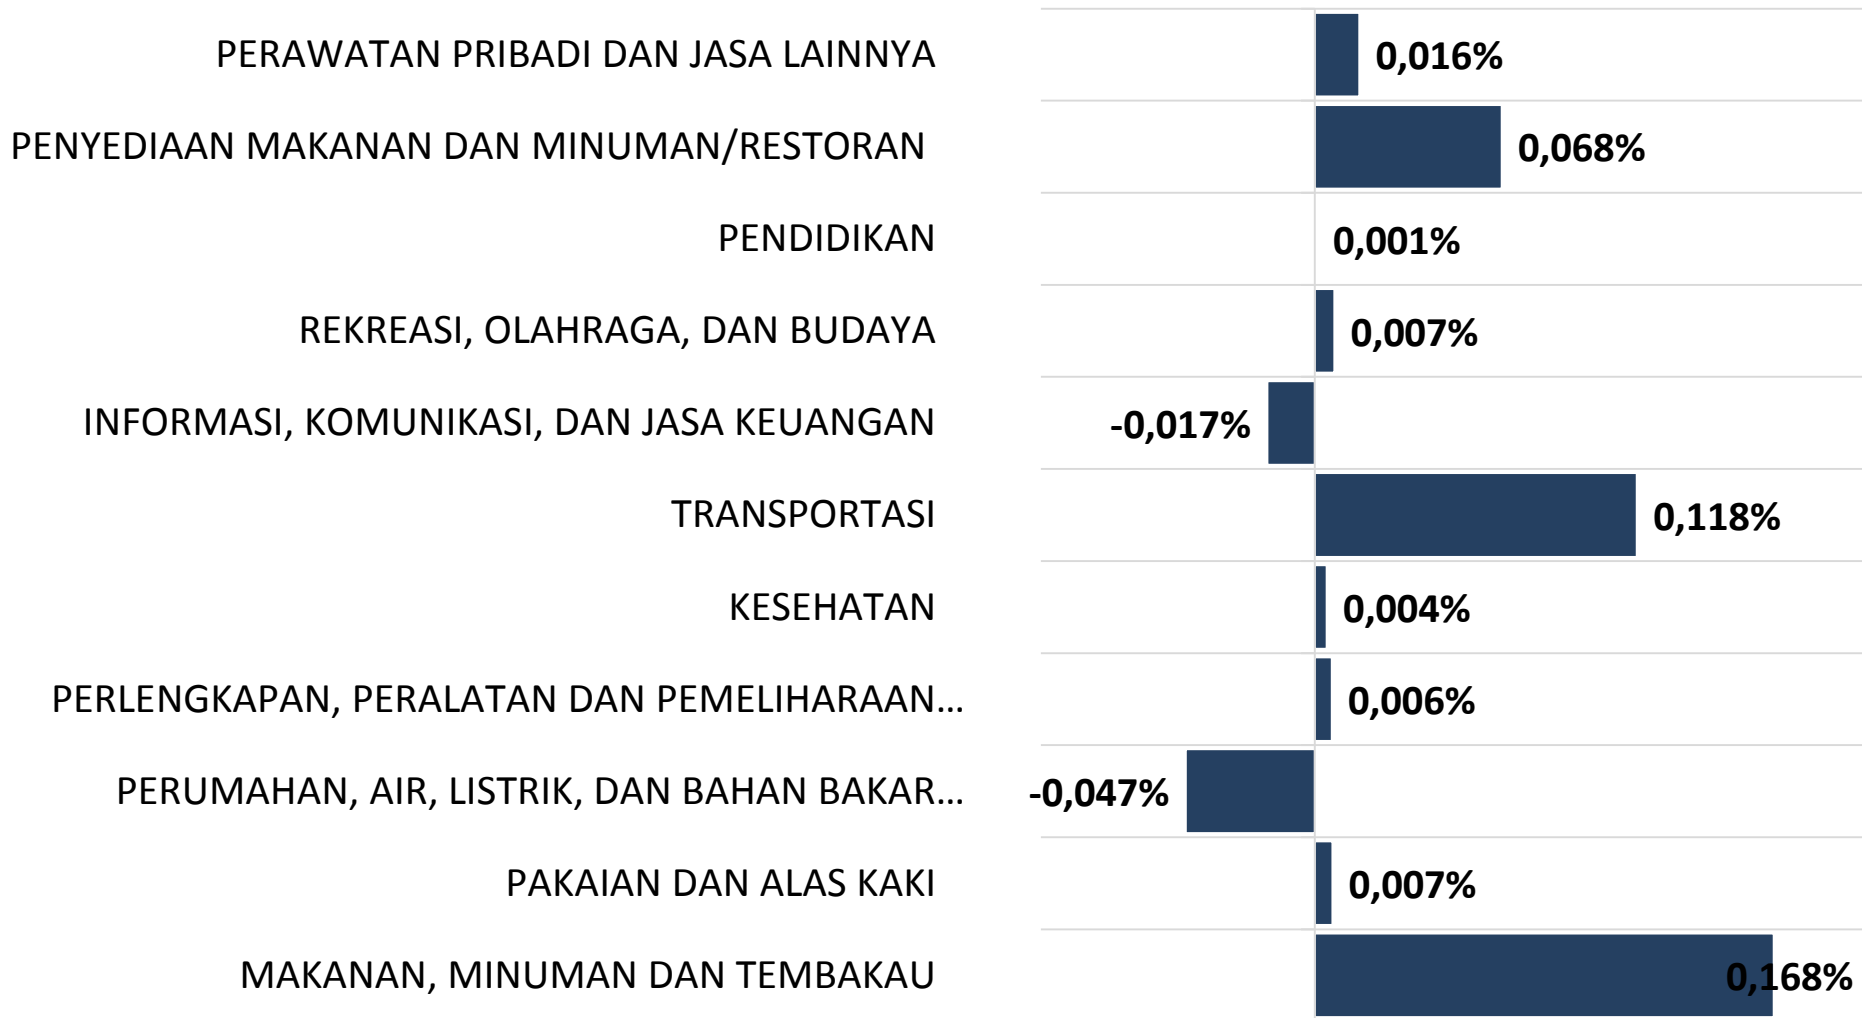 PERAWATAN PRIBADI DAN JASA LAINNYA 0,016%
PENYEDIAAN MAKANAN DAN MINUMAN/RESTORAN 0,068%
PENDIDIKAN 0,001%
REKREASI, OLAHRAGA, DAN BUDAYA 0,007%
INFORMASI, KOMUNIKASI, DAN JASA KEUANGAN -0,017%
TRANSPORTASI 0,118%
KESEHATAN 0,004%
PERLENGKAPAN, PERALATAN DAN PEMELIHARAAN... 0,006%
PERUMAHAN, AIR, LISTRIK, DAN BAHAN BAKAR... -0,047%
PAKAIAN DAN ALAS KAKI 0,007%
MAKANAN, MINUMAN DAN TEMBAKAU 0,168%